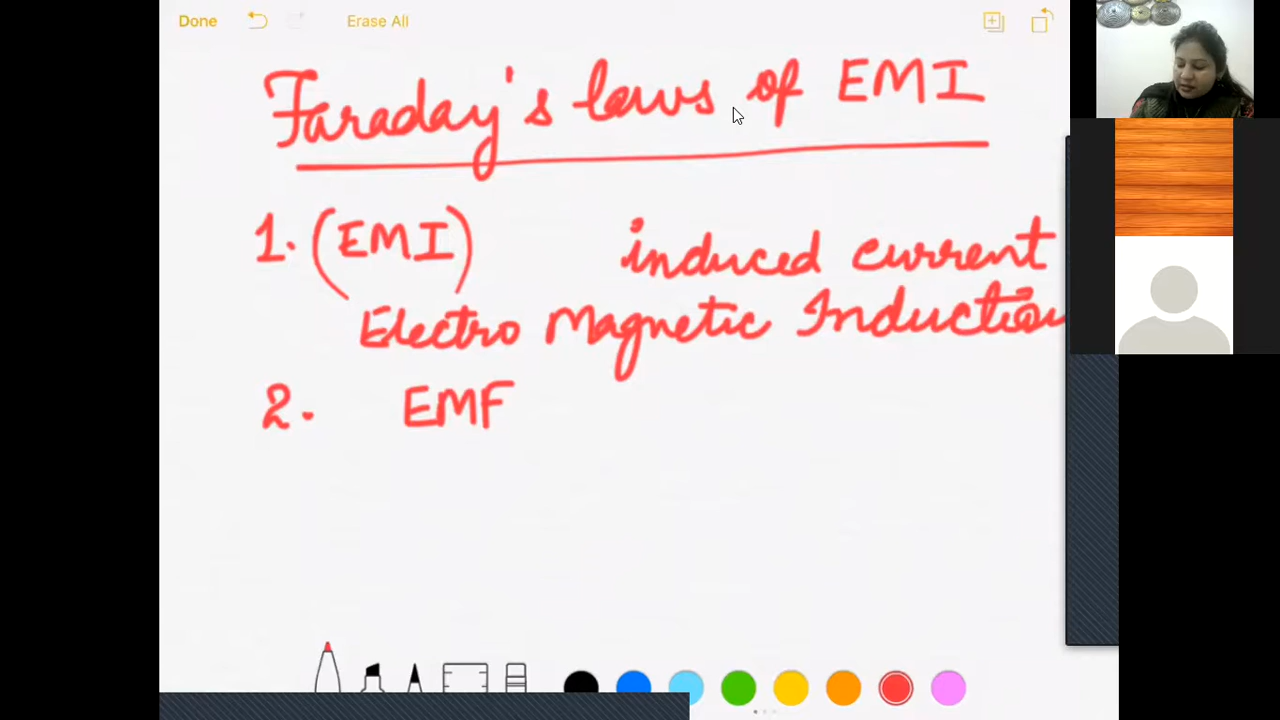 Done Erase All
Faraday's laws of EMI
1. (EMI) induced current
Electro Magnetic Induction
2. EMF